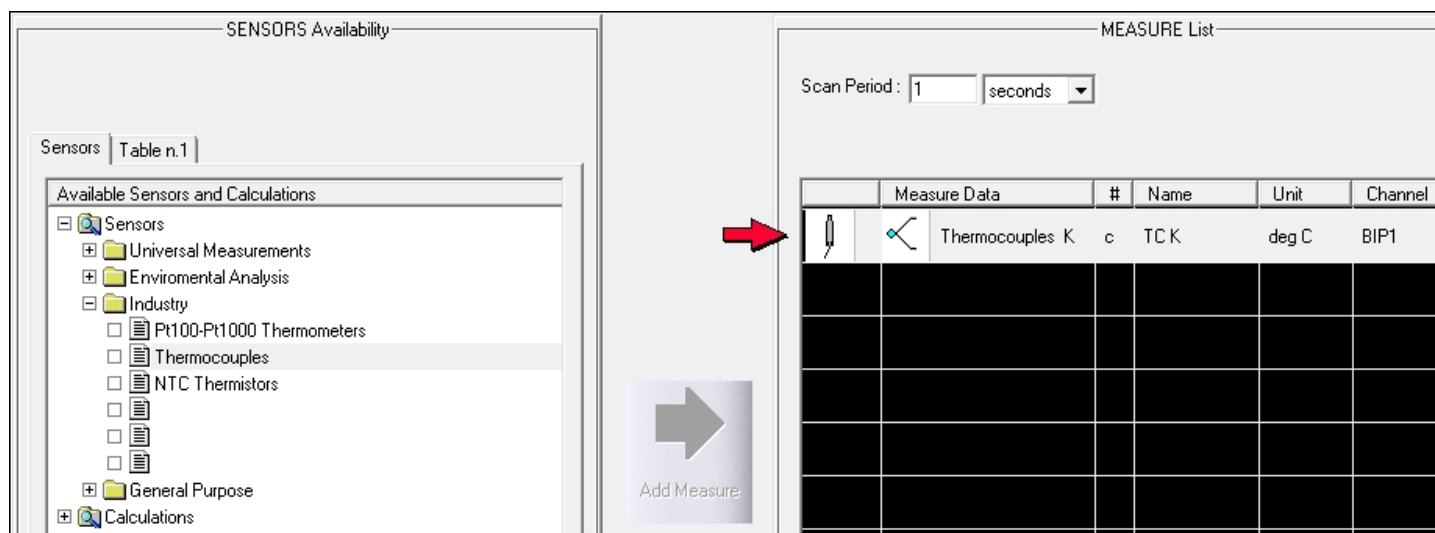 SENSORS Availability
Sensors
Table n.1
Available Sensors and Calculations
Sensors
Universal Measurements
Enviromental Analysis
Industry
Pt100-Pt1000 Thermometers
Thermocouples
NTC Thermistors
General Purpose
Calculations
Add Measure
MEASURE List
Scan Period : 1 seconds
Measure Data # Name Unit Channel
Thermocouples K c TC K deg C BIP1